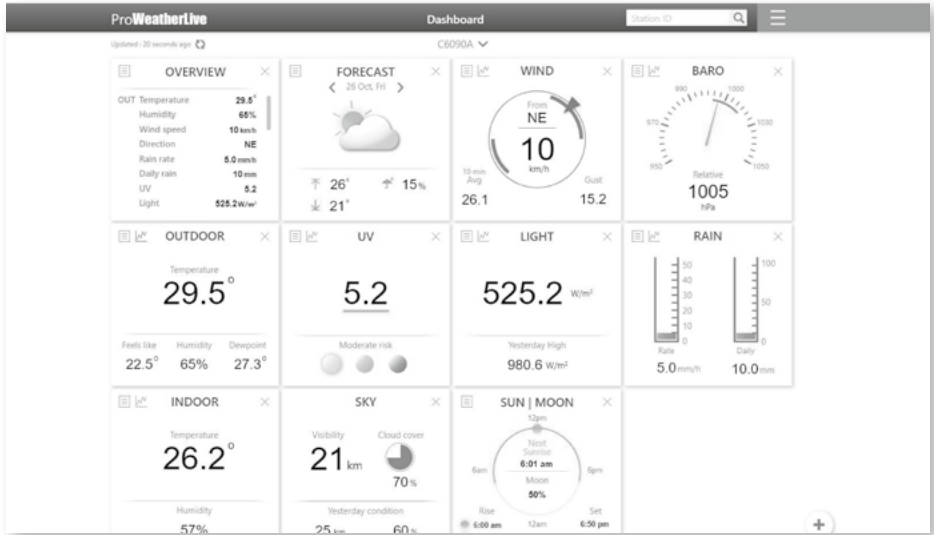 ProWeatherLive
Dashboard
Station ID
Updated : 20 seconds ago
C6090A
OVERVIEW
OUT Temperature 29.5°
Humidity 65%
Wind speed 10 km/h
Direction NE
Rain rate 5.0 mm/h
Daily rain 10 mm
UV 5.2
Light 525.2 W/m²
FORECAST
26 Oct, Fri
26° 15%
21°
WIND
From
NE
10
km/h
10 min
Avg
26.1
Gust
15.2
BARO
990 1000
970 1030
950 1050
Relative
1005
hPa
OUTDOOR
Temperature
29.5°
Feels like Humidity Dewpoint
22.5° 65% 27.3°
UV
5.2
Moderate risk
LIGHT
525.2 W/m²
Yesterday High
980.6 W/m²
RAIN
50 100
40
30 50
20
10
0 0
Rate Daily
5.0 mm/h 10.0 mm
INDOOR
Temperature
26.2°
Humidity
57%
SKY
Visibility Cloud cover
21 km
70 %
Yesterday condition
25 km 60 %
SUN | MOON
12pm
Next
Sunrise
6:01 am
6am 6pm
Moon
50%
Rise Set
6:00 am 12am 6:50 pm
+